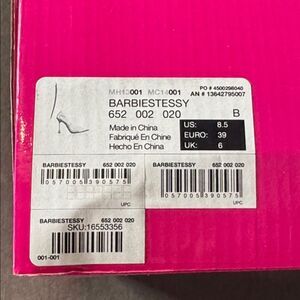 MH13001 MC14001
PO # 4500296040
AN # 13642795007
BARBIESTESSY
652 002 020 B
Made in China
Fabriqué En Chine
Hecho En China
US: 8.5
EURO: 39
UK: 6
BARBIESTESSY 652 002 020
057005390575
UPC
BARBIESTESSY 652 002 020
057005390575
UPC
BARBIESTESSY 652 002 020
SKU:16553356
001-001